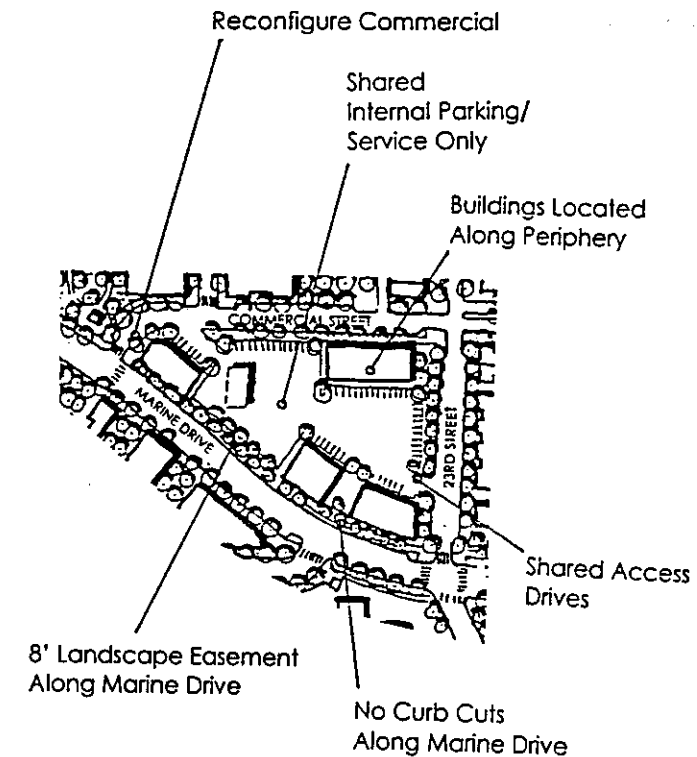 Reconfigure Commercial
Shared
Internal Parking/
Service Only
Buildings Located
Along Periphery
COMMERCIAL STREET
MARINE DRIVE
23RD STREET
Shared Access
Drives
8' Landscape Easement
Along Marine Drive
No Curb Cuts
Along Marine Drive